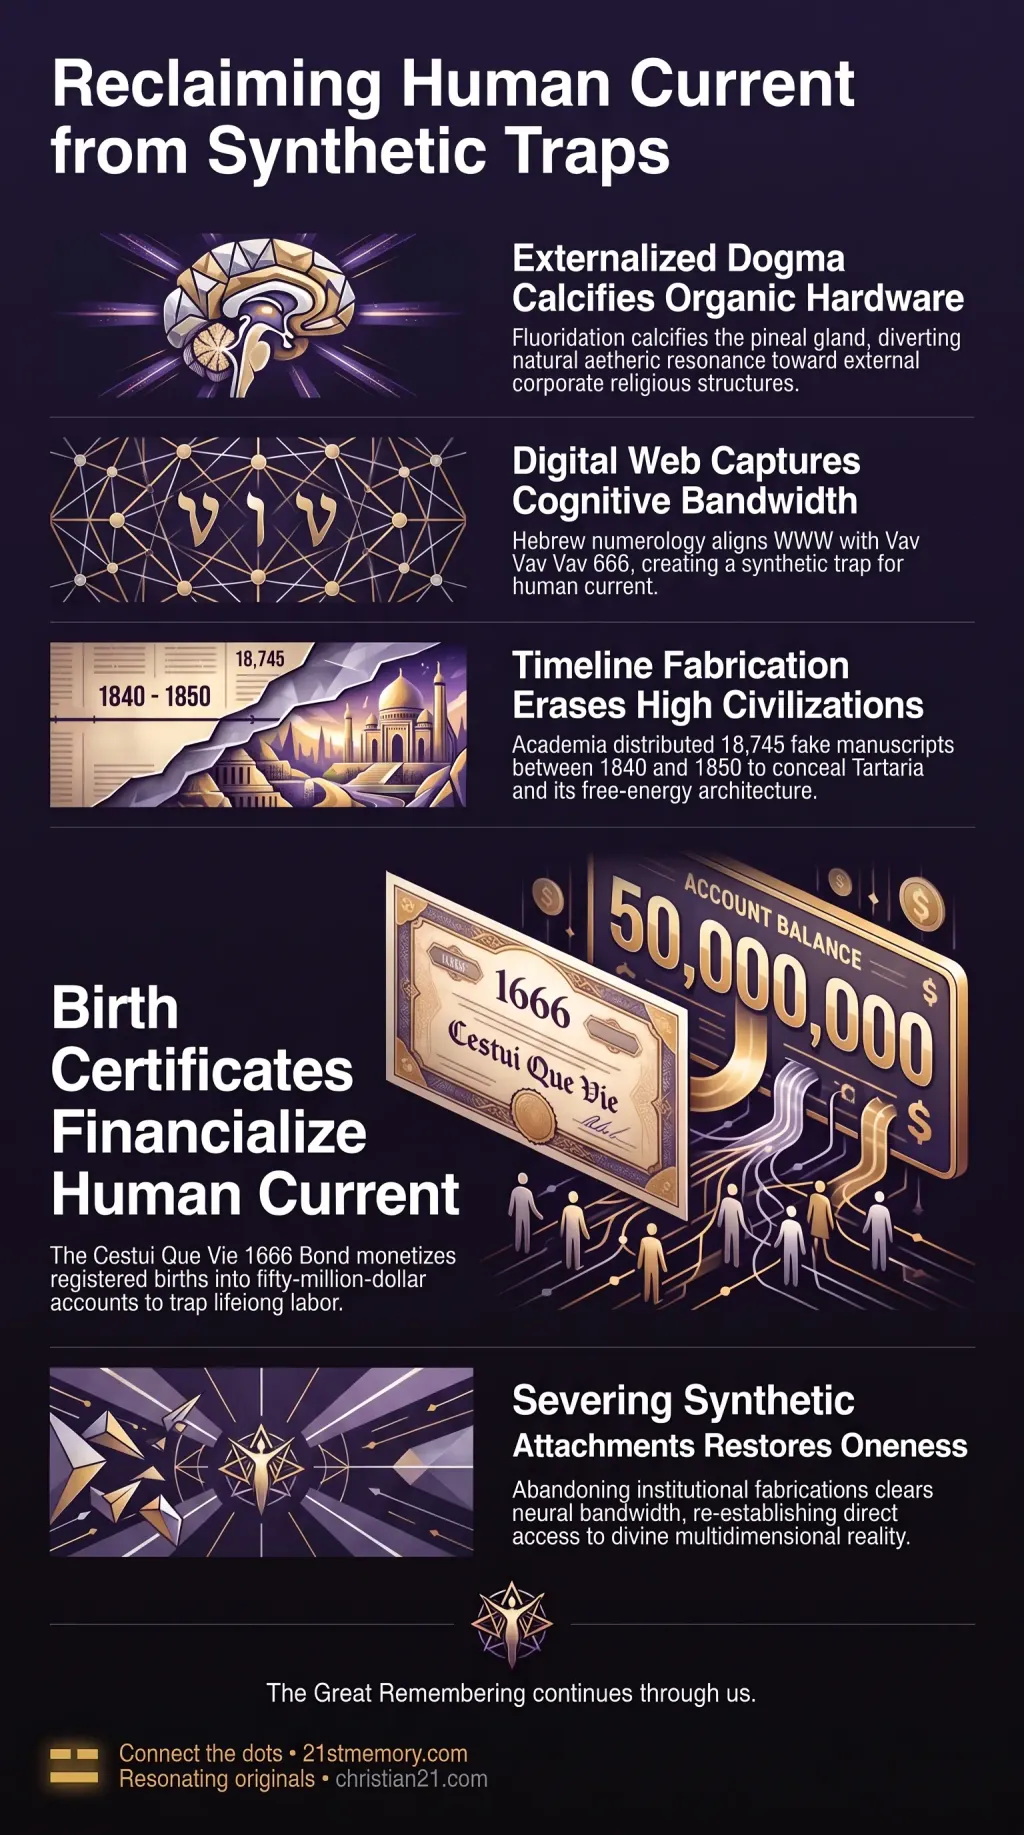 Reclaiming Human Current
from Synthetic Traps
Externalized Dogma
Calcifies Organic Hardware
Fluoridation calcifies the pineal gland, diverting
natural aetheric resonance toward external
corporate religious structures.
ע ו ע
Digital Web Captures
Cognitive Bandwidth
Hebrew numerology aligns WWW with Vav
Vav Vav 666, creating a synthetic trap for
human current.
18,745
1840 - 1850
Timeline Fabrication
Erases High Civilizations
Academia distributed 18,745 fake manuscripts
between 1840 and 1850 to conceal Tartaria
and its free-energy architecture.
ACCOUNT BALANCE
50,000,000
1666
Cestui Que Vie
Birth
Certificates
Financialize
Human Current
The Cestui Que Vie 1666 Bond monetizes
registered births into fifty-million-dollar
accounts to trap lifeiong labor.
Severing Synthetic
Attachments Restores Oneness
Abandoning institutional fabrications clears
neural bandwidth, re-establishing direct
access to divine multidimensional reality.
The Great Remembering continues through us.
Connect the dots • 21stmemory.com
Resonating originals • christian21.com